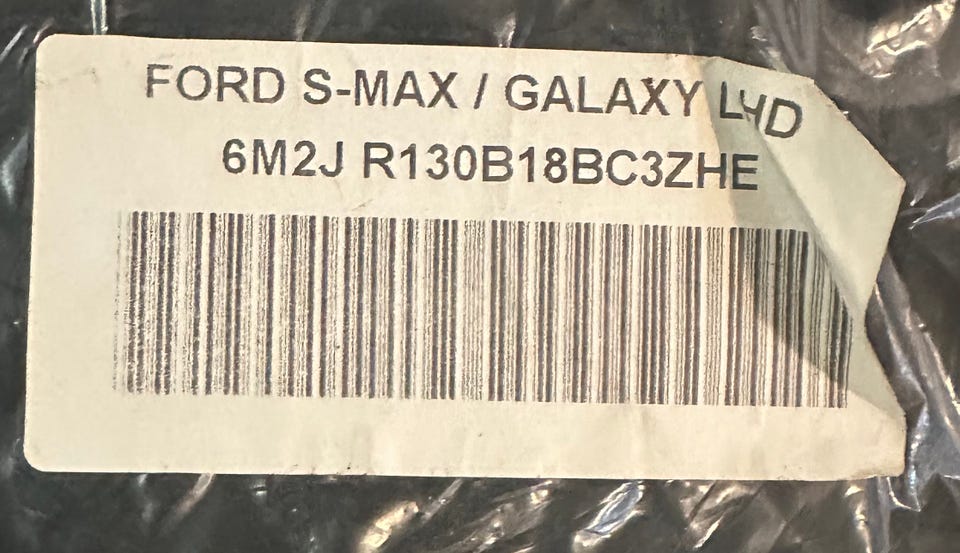 FORD S-MAX / GALAXY LHD
6M2J R130B18BC3ZHE